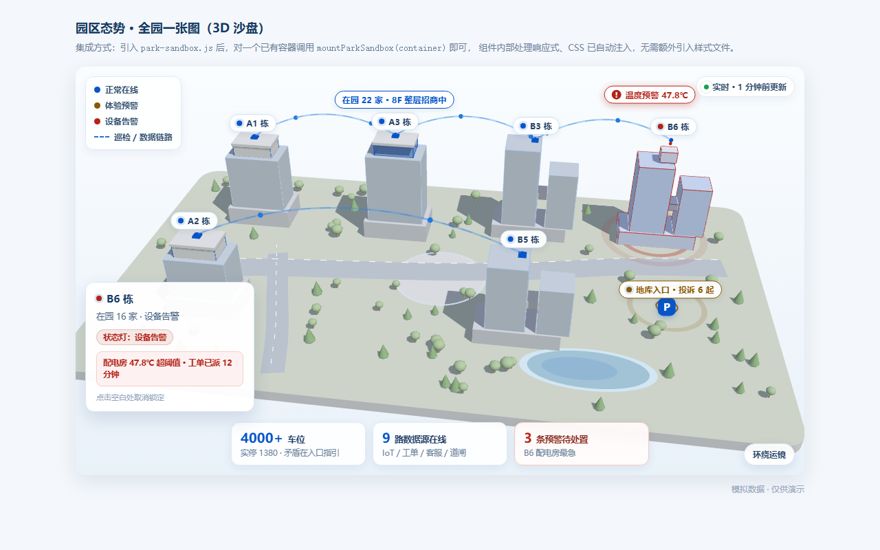 园区态势·全园一张图（3D 沙盘）
集成方式：引入 park-sandbox.js 后，对一个已有容器调用 mountParkSandbox(container) 即可，组件内部处理响应式、CSS 已自动注入，无需额外引入样式文件。
正常在线
体验预警
设备告警
巡检 / 数据链路
在园 22 家 · 8F 整层招商中
温度预警 47.8℃
实时 · 1 分钟前更新
A1 栋
A3 栋
B3 栋
B6 栋
A2 栋
B5 栋
地库入口 · 投诉 6 起
P
B6 栋
在园 16 家 · 设备告警
状态灯：设备告警
配电房 47.8℃ 超阈值 · 工单已派 12
分钟
点击空白处取消锁定
4000+ 车位
实停 1380 · 矛盾在入口指引
9 路数据源在线
IoT / 工单 / 客服 / 道闸
3 条预警待处置
B6 配电房最急
环绕运镜
模拟数据 · 仅供演示